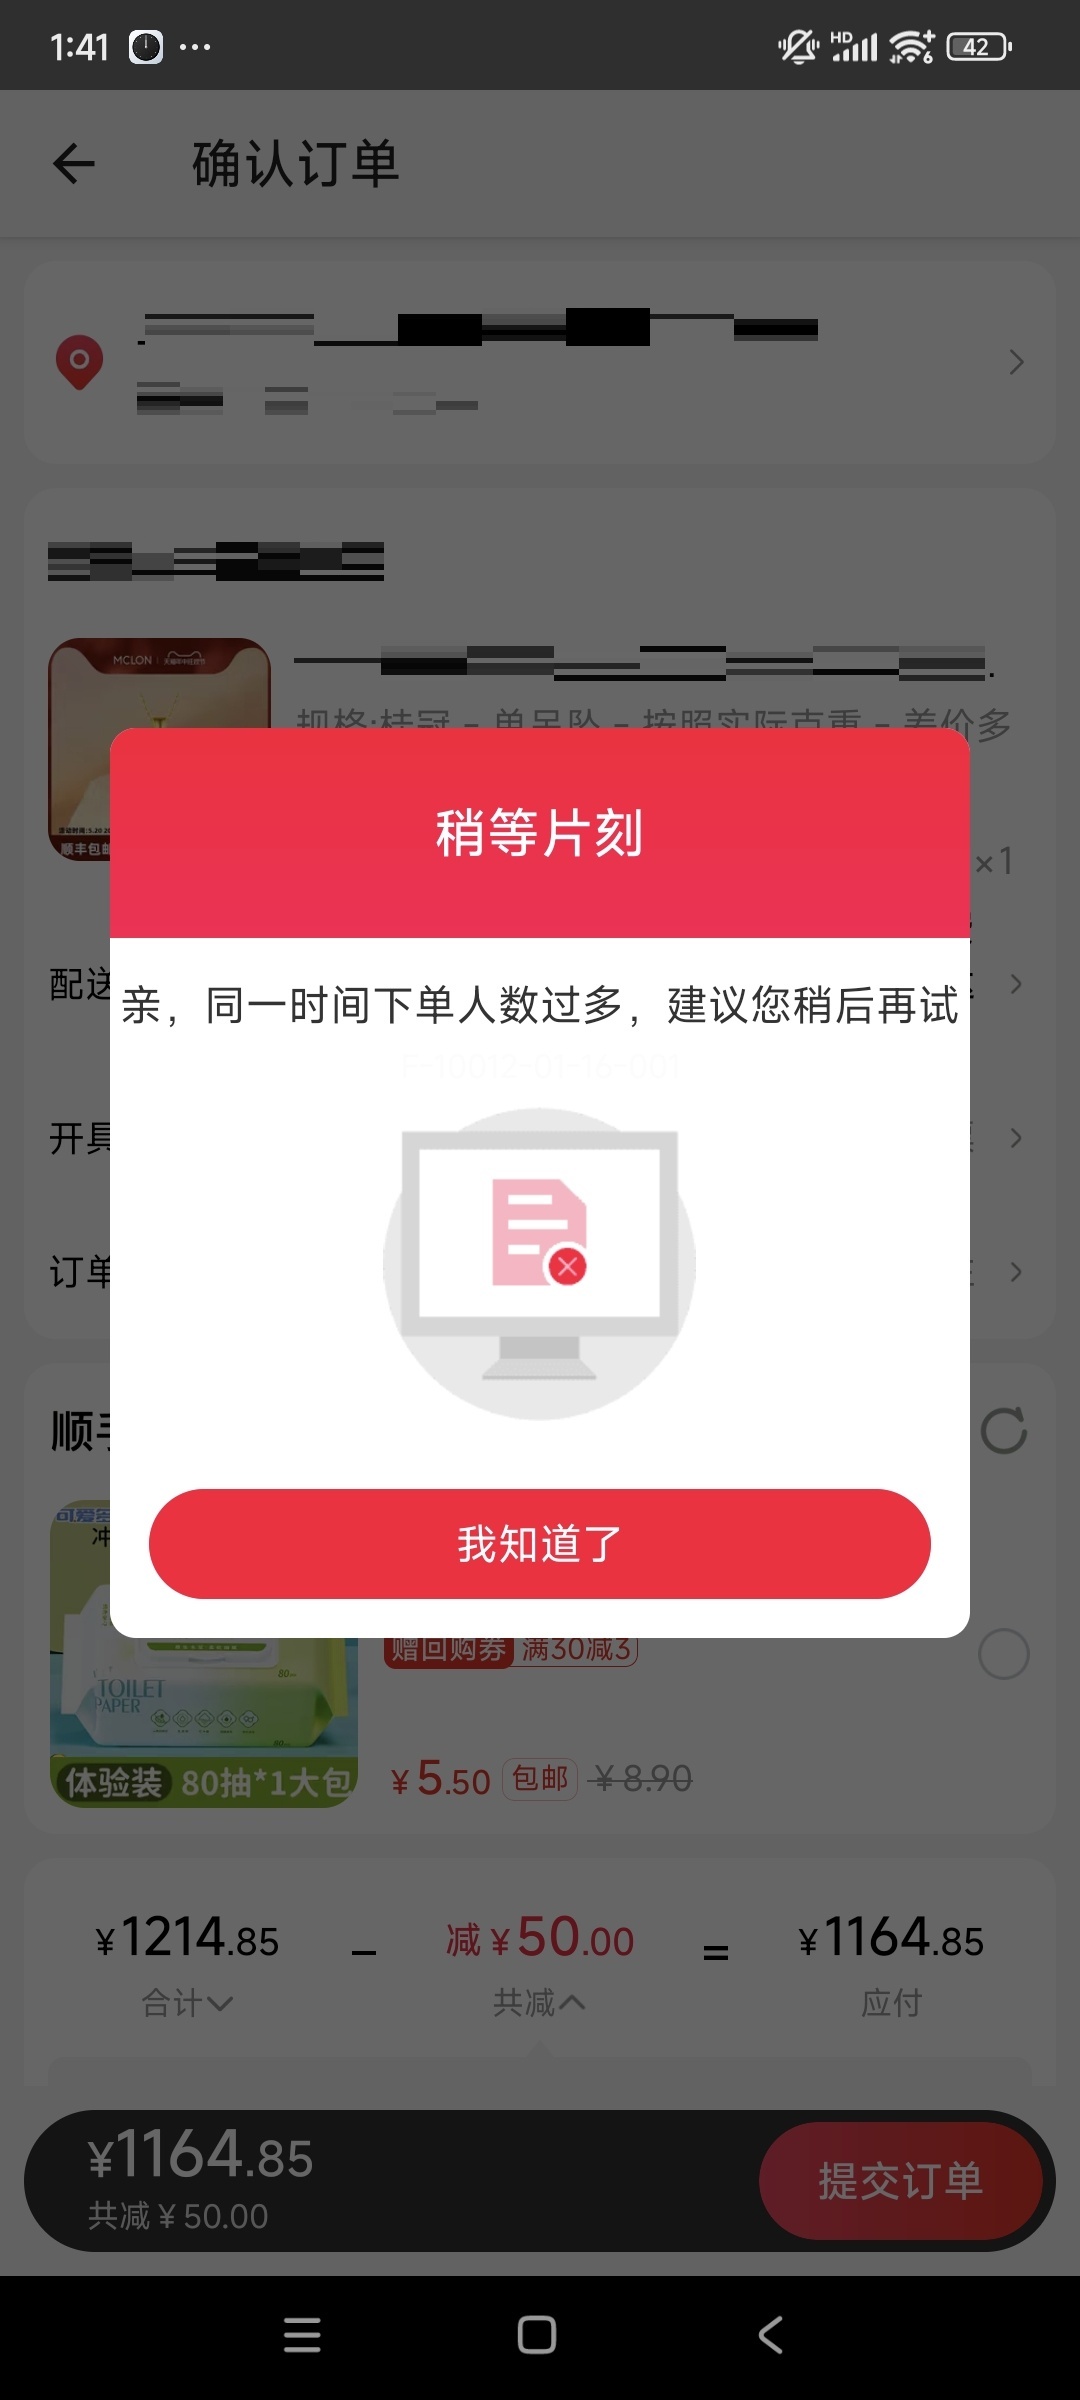 1:41
HD
6
42
确认订单
MCLON
规格:桂冠 - 单吊坠 - 按照实际克重 - 差价多
顺丰包邮
×1
稍等片刻
配送
亲，同一时间下单人数过多，建议您稍后再试
F-10012-01-16-001
开具
订单
顺手
我知道了
可爱多
冲
TOILET
PAPER
80
体验装 80抽*1大包
赠回购券 满30减3
¥5.50 包邮 ¥8.90
¥1214.85 － 减¥50.00 = ¥1164.85
合计 共减 应付
¥1164.85
共减¥50.00
提交订单